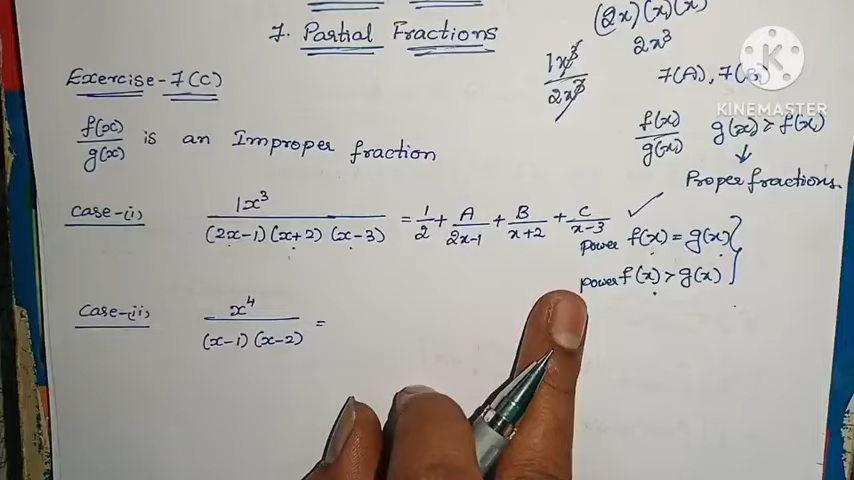 7. Partial Fractions
(2x)(x)(x)
2x³
1x³/2x³
7(A), 7(B)
KINEMASTER
Exercise-7(C)
f(x)/g(x) is an Improper fraction
f(x)/g(x) g(x) > f(x)
Proper fractions.
Case-(i) 1x³/(2x-1)(x+2)(x-3) = 1/2 + A/2x-1 + B/x+2 + C/x-3
power f(x) = g(x)
power f(x) > g(x)
Case-(ii) x⁴/(x-1)(x-2) =